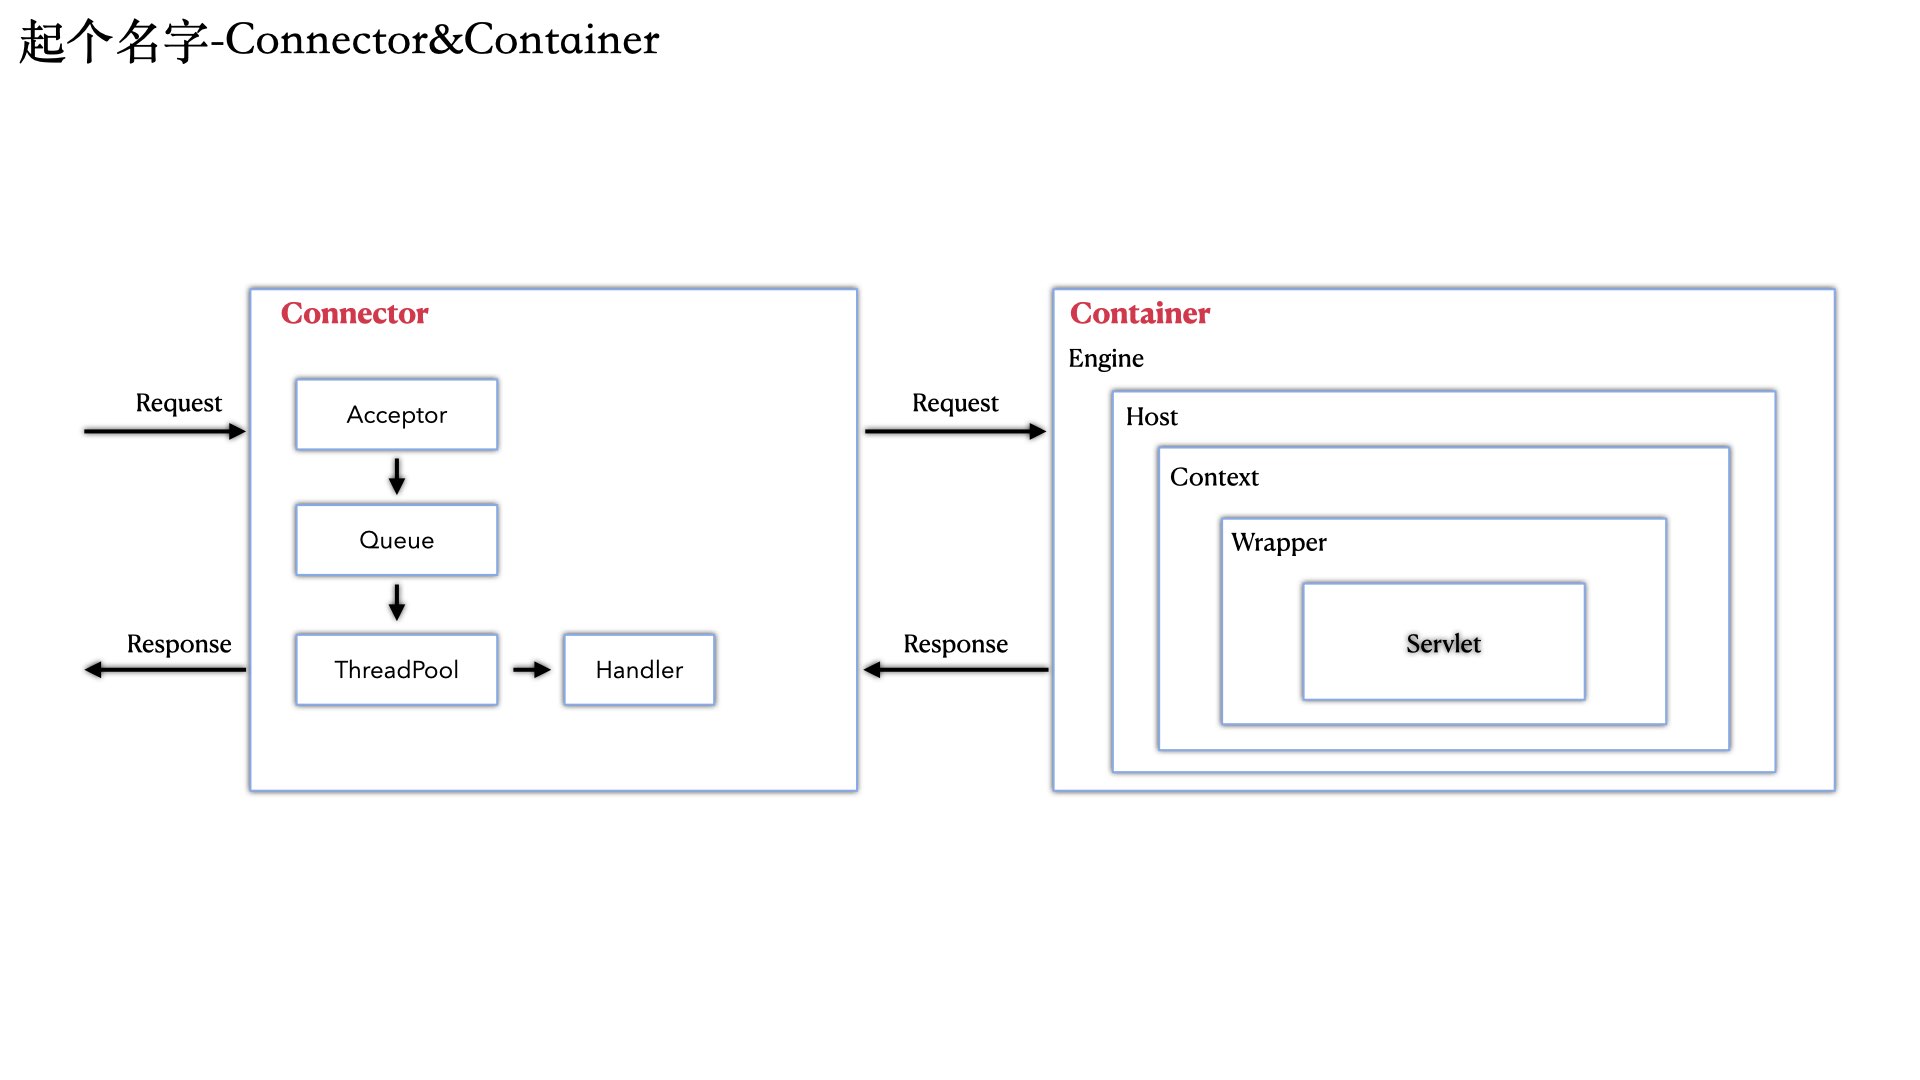 起个名字-Connector&Container
Connector
Request
Acceptor
Queue
Response
ThreadPool
Handler
Request
Response
Container
Engine
Host
Context
Wrapper
Servlet